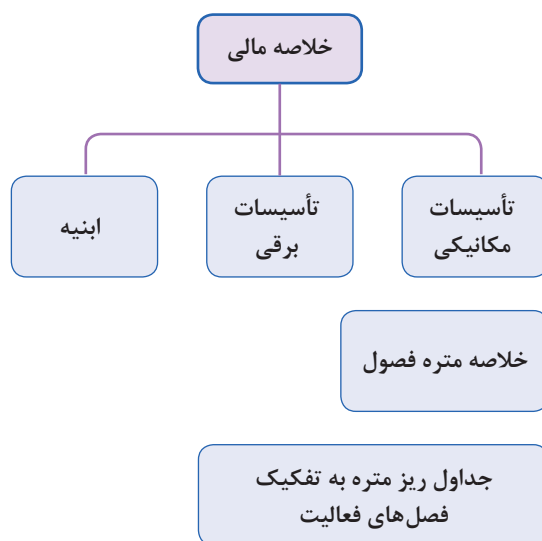 خلاصه مالی
تأسیسات
مکانیکی
تأسیسات
برقی
ابنیه
خلاصه متره فصول
جداول ریز متره به تفکیک
فصل‌های فعالیت